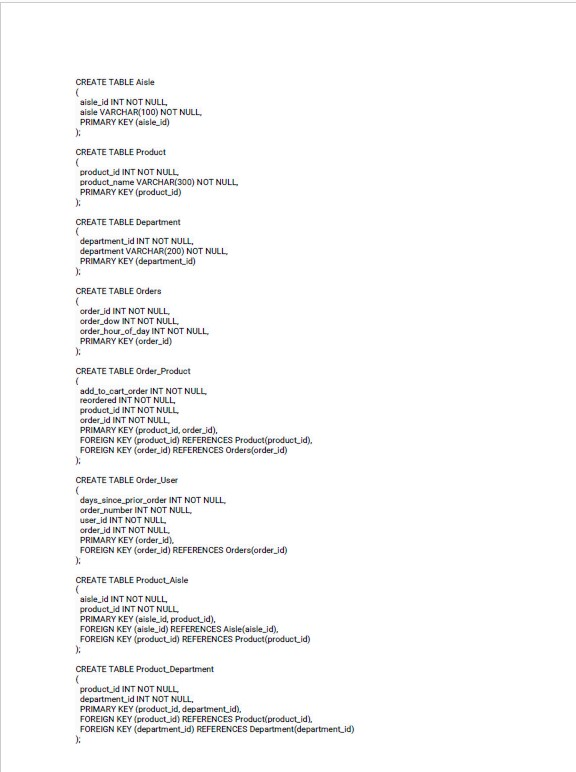 CREATE TABLE Aisle
(
aisle_id INT NOT NULL,
aisle VARCHAR(100) NOT NULL,
PRIMARY KEY (aisle_id)
);
CREATE TABLE Product
(
product_id INT NOT NULL,
product_name VARCHAR(300) NOT NULL,
PRIMARY KEY (product_id)
);
CREATE TABLE Department
(
department_id INT NOT NULL,
department VARCHAR(200) NOT NULL,
PRIMARY KEY (department_id)
);
CREATE TABLE Orders
(
order_id INT NOT NULL,
order_dow INT NOT NULL,
order_hour_of_day INT NOT NULL,
PRIMARY KEY (order_id)
);
CREATE TABLE Order_Product
(
add_to_cart_order INT NOT NULL,
reordered INT NOT NULL,
product_id INT NOT NULL,
order_id INT NOT NULL,
PRIMARY KEY (product_id, order_id),
FOREIGN KEY (product_id) REFERENCES Product(product_id),
FOREIGN KEY (order_id) REFERENCES Orders(order_id)
);
CREATE TABLE Order_User
(
days_since_prior_order INT NOT NULL,
order_number INT NOT NULL,
user_id INT NOT NULL,
order_id INT NOT NULL,
PRIMARY KEY (order_id),
FOREIGN KEY (order_id) REFERENCES Orders(order_id)
);
CREATE TABLE Product_Aisle
(
aisle_id INT NOT NULL,
product_id INT NOT NULL,
PRIMARY KEY (aisle_id, product_id),
FOREIGN KEY (aisle_id) REFERENCES Aisle(aisle_id),
FOREIGN KEY (product_id) REFERENCES Product(product_id)
);
CREATE TABLE Product_Department
(
product_id INT NOT NULL,
department_id INT NOT NULL,
PRIMARY KEY (product_id, department_id),
FOREIGN KEY (product_id) REFERENCES Product(product_id),
FOREIGN KEY (department_id) REFERENCES Department(department_id)
);